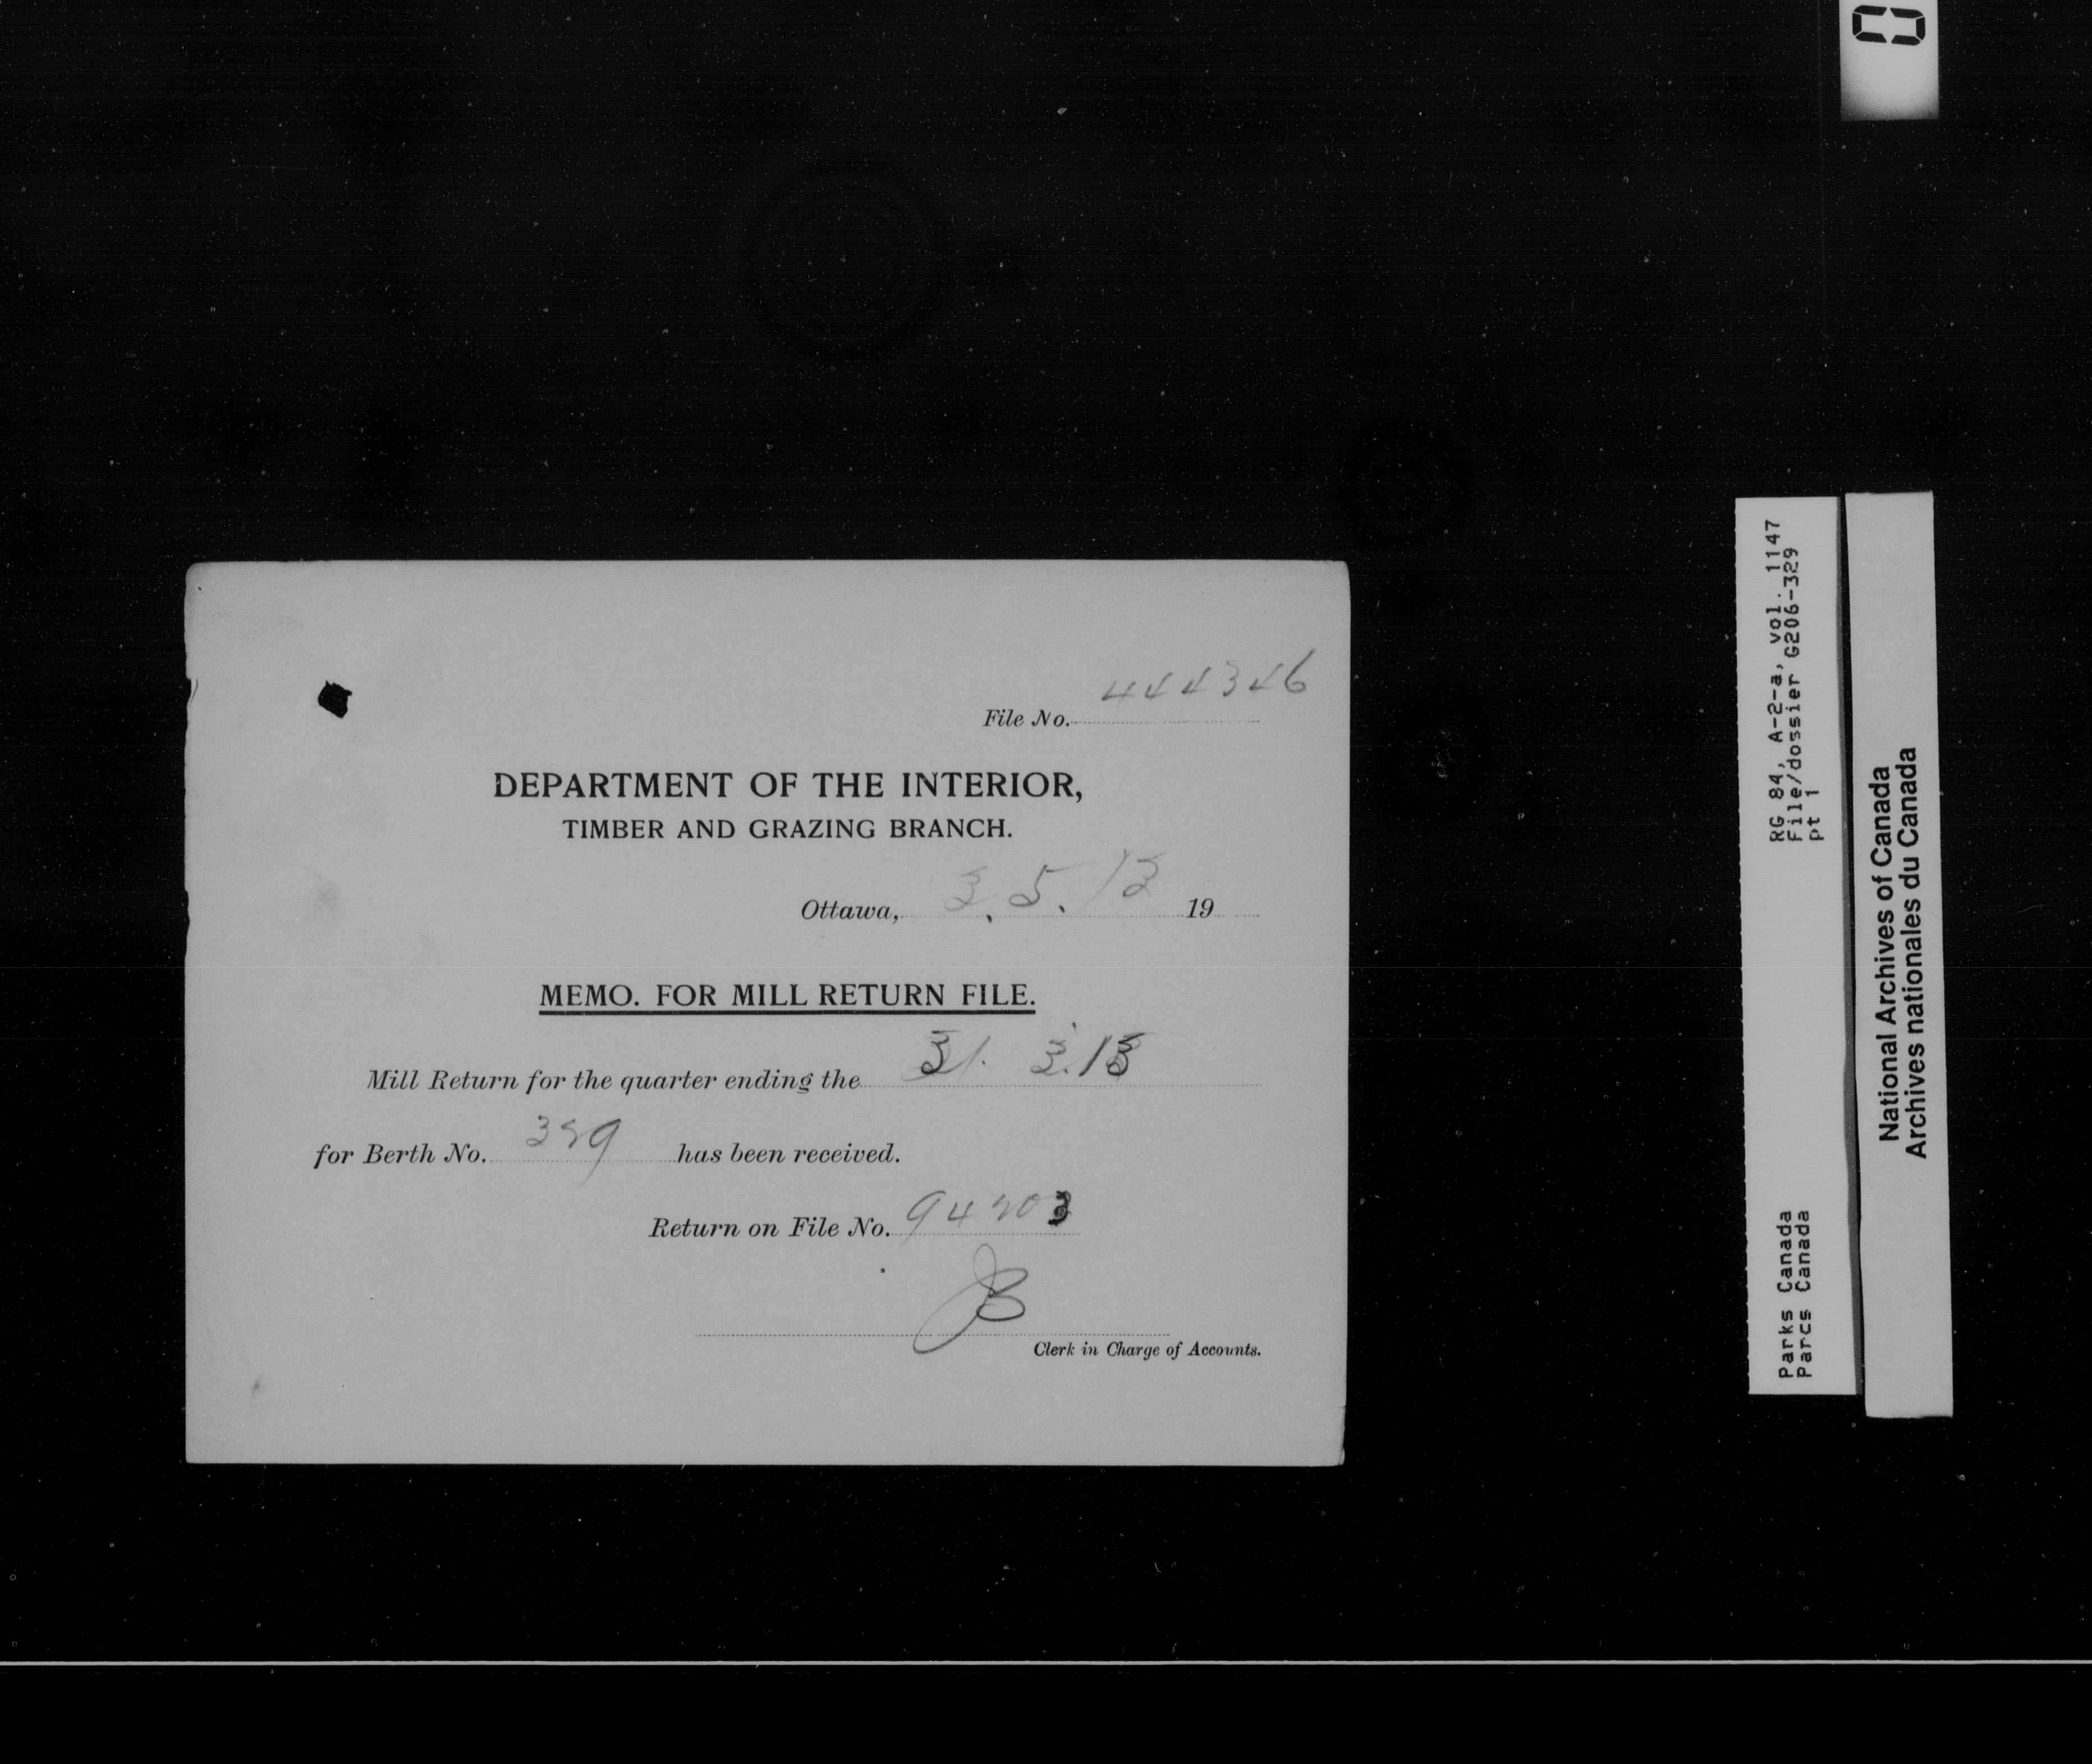 444346
File No.
DEPARTMENT OF THE INTERIOR,
TIMBER AND GRAZING BRANCH.
Ottawa, 3. 5. 13 19
MEMO. FOR MILL RETURN FILE.
Mill Return for the quarter ending the 31. 3. 13
for Berth No. 329 has been received.
Return on File No. 94203
JB
Clerk in Charge of Accounts.
RG 84, A-2-a, vol. 1147
File/dossier G206-329
pt 1
Parks Canada
Parcs Canada
National Archives of Canada
Archives nationales du Canada
0